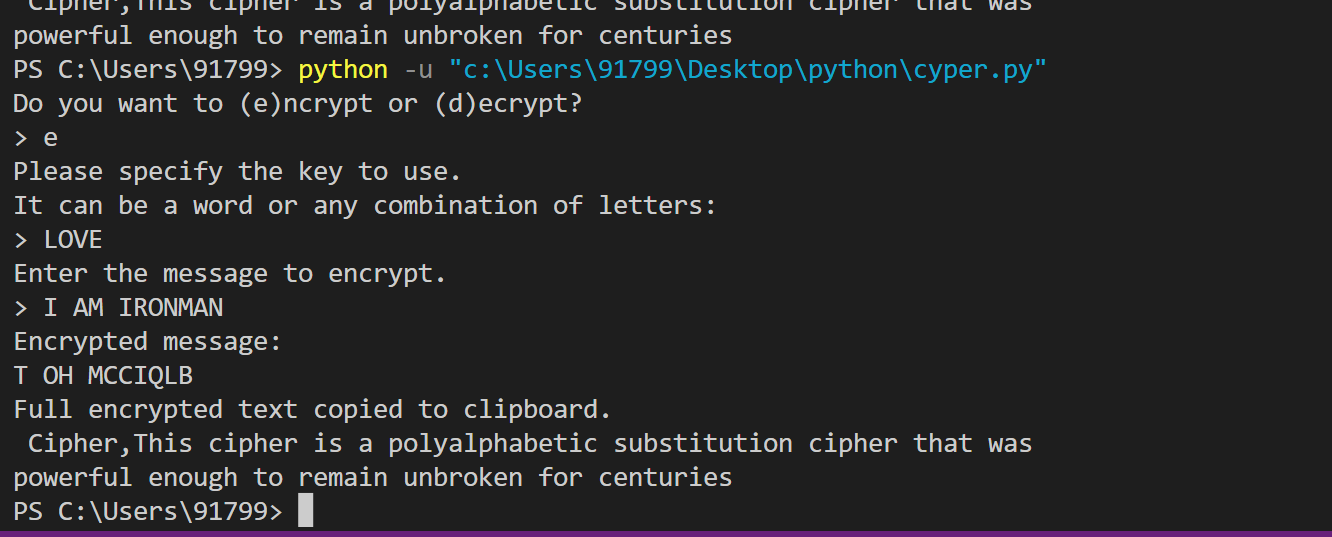 Cipher,This cipher is a polyalphabetic substitution cipher that was
powerful enough to remain unbroken for centuries
PS C:\Users\91799> python -u "c:\Users\91799\Desktop\python\cyper.py"
Do you want to (e)ncrypt or (d)ecrypt?
> e
Please specify the key to use.
It can be a word or any combination of letters:
> LOVE
Enter the message to encrypt.
> I AM IRONMAN
Encrypted message:
T OH MCCIQLB
Full encrypted text copied to clipboard.
 Cipher,This cipher is a polyalphabetic substitution cipher that was
powerful enough to remain unbroken for centuries
PS C:\Users\91799>